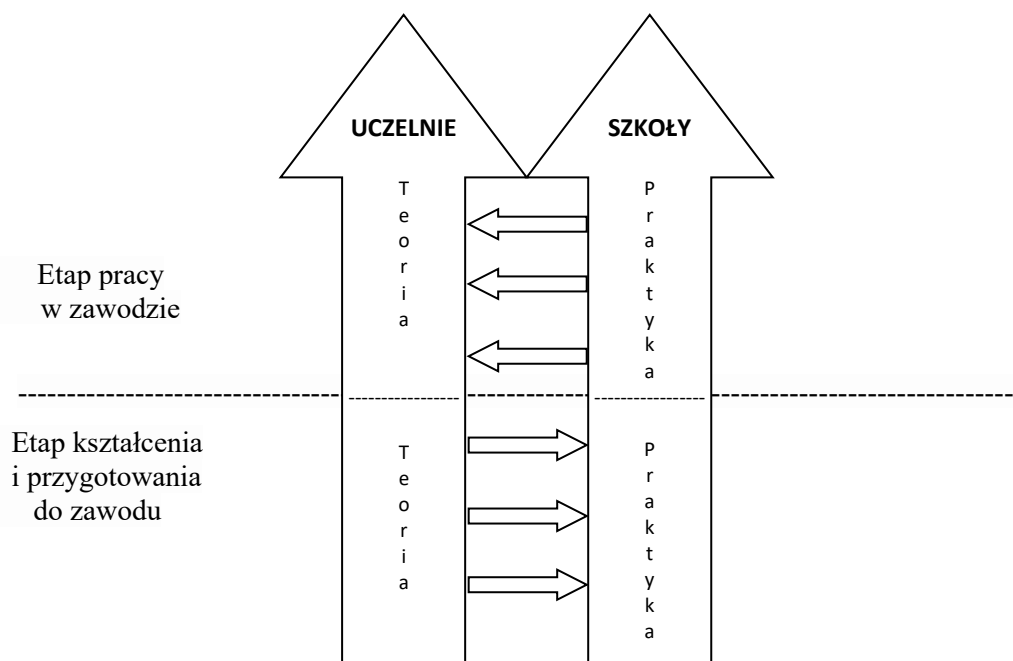 UCZELNIE
SZKOŁY
Teoria
Praktyka
Etap pracy
w zawodzie
Etap kształcenia
i przygotowania
do zawodu
Teoria
Praktyka